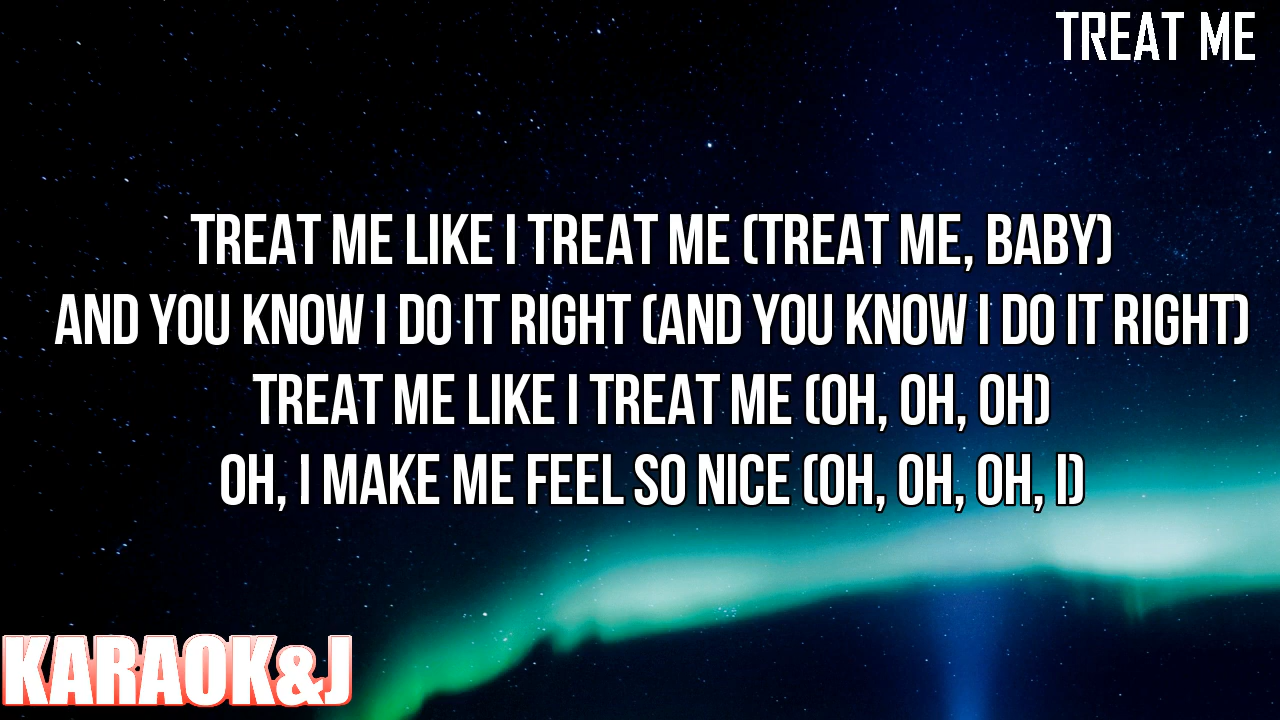 TREAT ME
TREAT ME LIKE I TREAT ME (TREAT ME, BABY)
AND YOU KNOW I DO IT RIGHT (AND YOU KNOW I DO IT RIGHT)
TREAT ME LIKE I TREAT ME (OH, OH, OH)
OH, I MAKE ME FEEL SO NICE (OH, OH, OH, I)
KARAOK&J